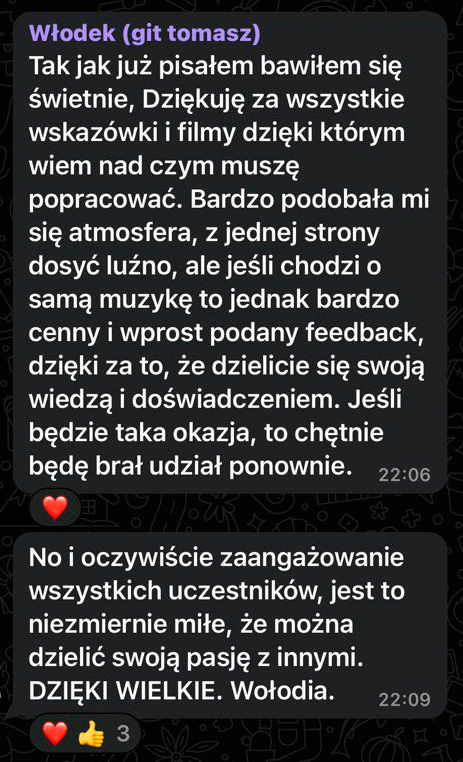 Włodek (git tomasz)
Tak jak już pisałem bawiłem się
świetnie, Dziękuję za wszystkie
wskazówki i filmy dzięki którym
wiem nad czym muszę
popracować. Bardzo podobała mi
się atmosfera, z jednej strony
dosyć luźno, ale jeśli chodzi o
samą muzykę to jednak bardzo
cenny i wprost podany feedback,
dzięki za to, że dzielicie się swoją
wiedzą i doświadczeniem. Jeśli
będzie taka okazja, to chętnie
będę brał udział ponownie. 22:06
❤️
No i oczywiście zaangażowanie
wszystkich uczestników, jest to
niezmiernie miłe, że można
dzielić swoją pasję z innymi.
DZIĘKI WIELKIE. Wołodia. 22:09
❤️👍 3